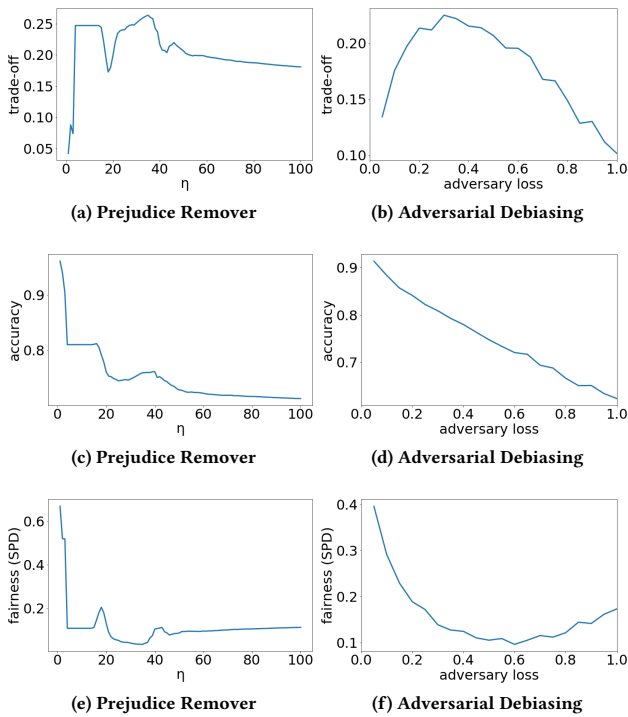 0.25
0.20
0.15
0.10
0.05
trade-off
0 20 40 60 80 100
η
(a) Prejudice Remover
0.20
0.15
0.10
trade-off
0.0 0.2 0.4 0.6 0.8 1.0
adversary loss
(b) Adversarial Debiasing
0.9
0.8
accuracy
0 20 40 60 80 100
η
(c) Prejudice Remover
0.9
0.8
0.7
accuracy
0.0 0.2 0.4 0.6 0.8 1.0
adversary loss
(d) Adversarial Debiasing
0.6
0.4
0.2
fairness (SPD)
0 20 40 60 80 100
η
(e) Prejudice Remover
0.4
0.3
0.2
0.1
fairness (SPD)
0.0 0.2 0.4 0.6 0.8 1.0
adversary loss
(f) Adversarial Debiasing